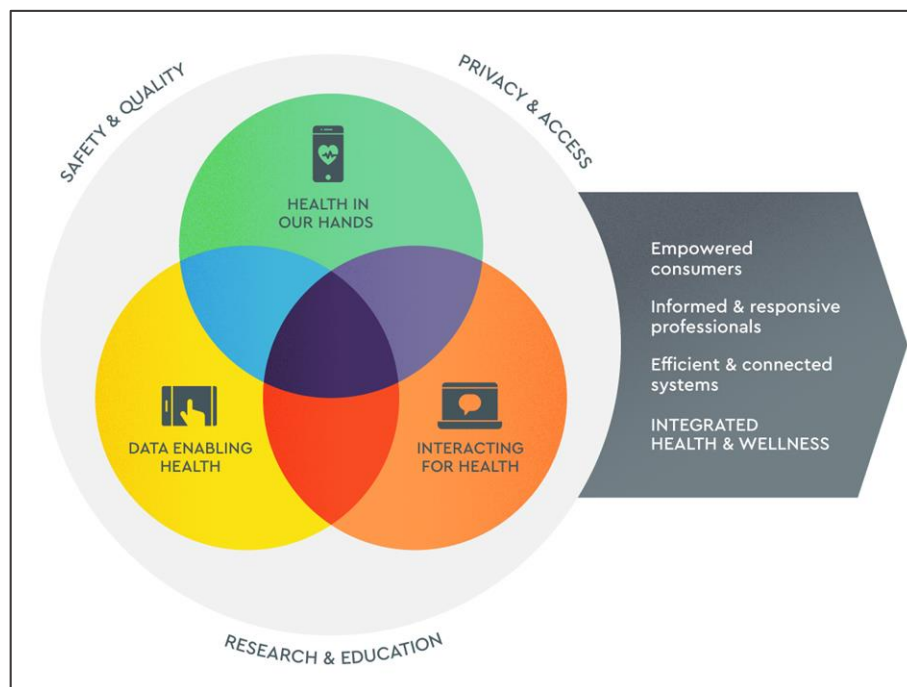 SAFETY & QUALITY
PRIVACY & ACCESS
HEALTH IN
OUR HANDS
DATA ENABLING
HEALTH
INTERACTING
FOR HEALTH
RESEARCH & EDUCATION
Empowered
consumers
Informed & responsive
professionals
Efficient & connected
systems
INTEGRATED
HEALTH & WELLNESS